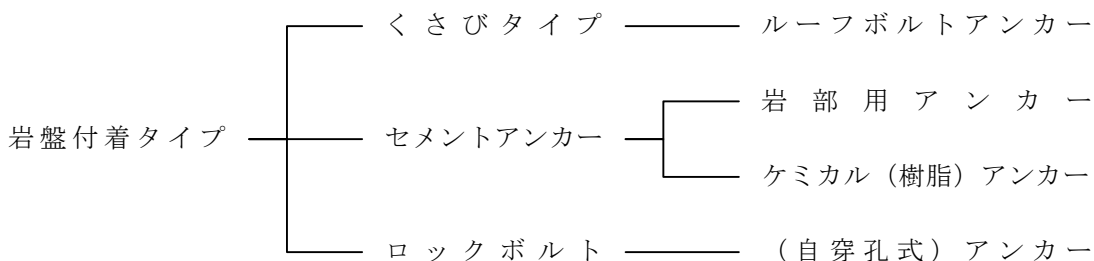 くさびタイプ ルーフボルトアンカー
岩部用アンカー
岩盤付着タイプ セメントアンカー
ケミカル（樹脂）アンカー
ロックボルト （自穿孔式）アンカー